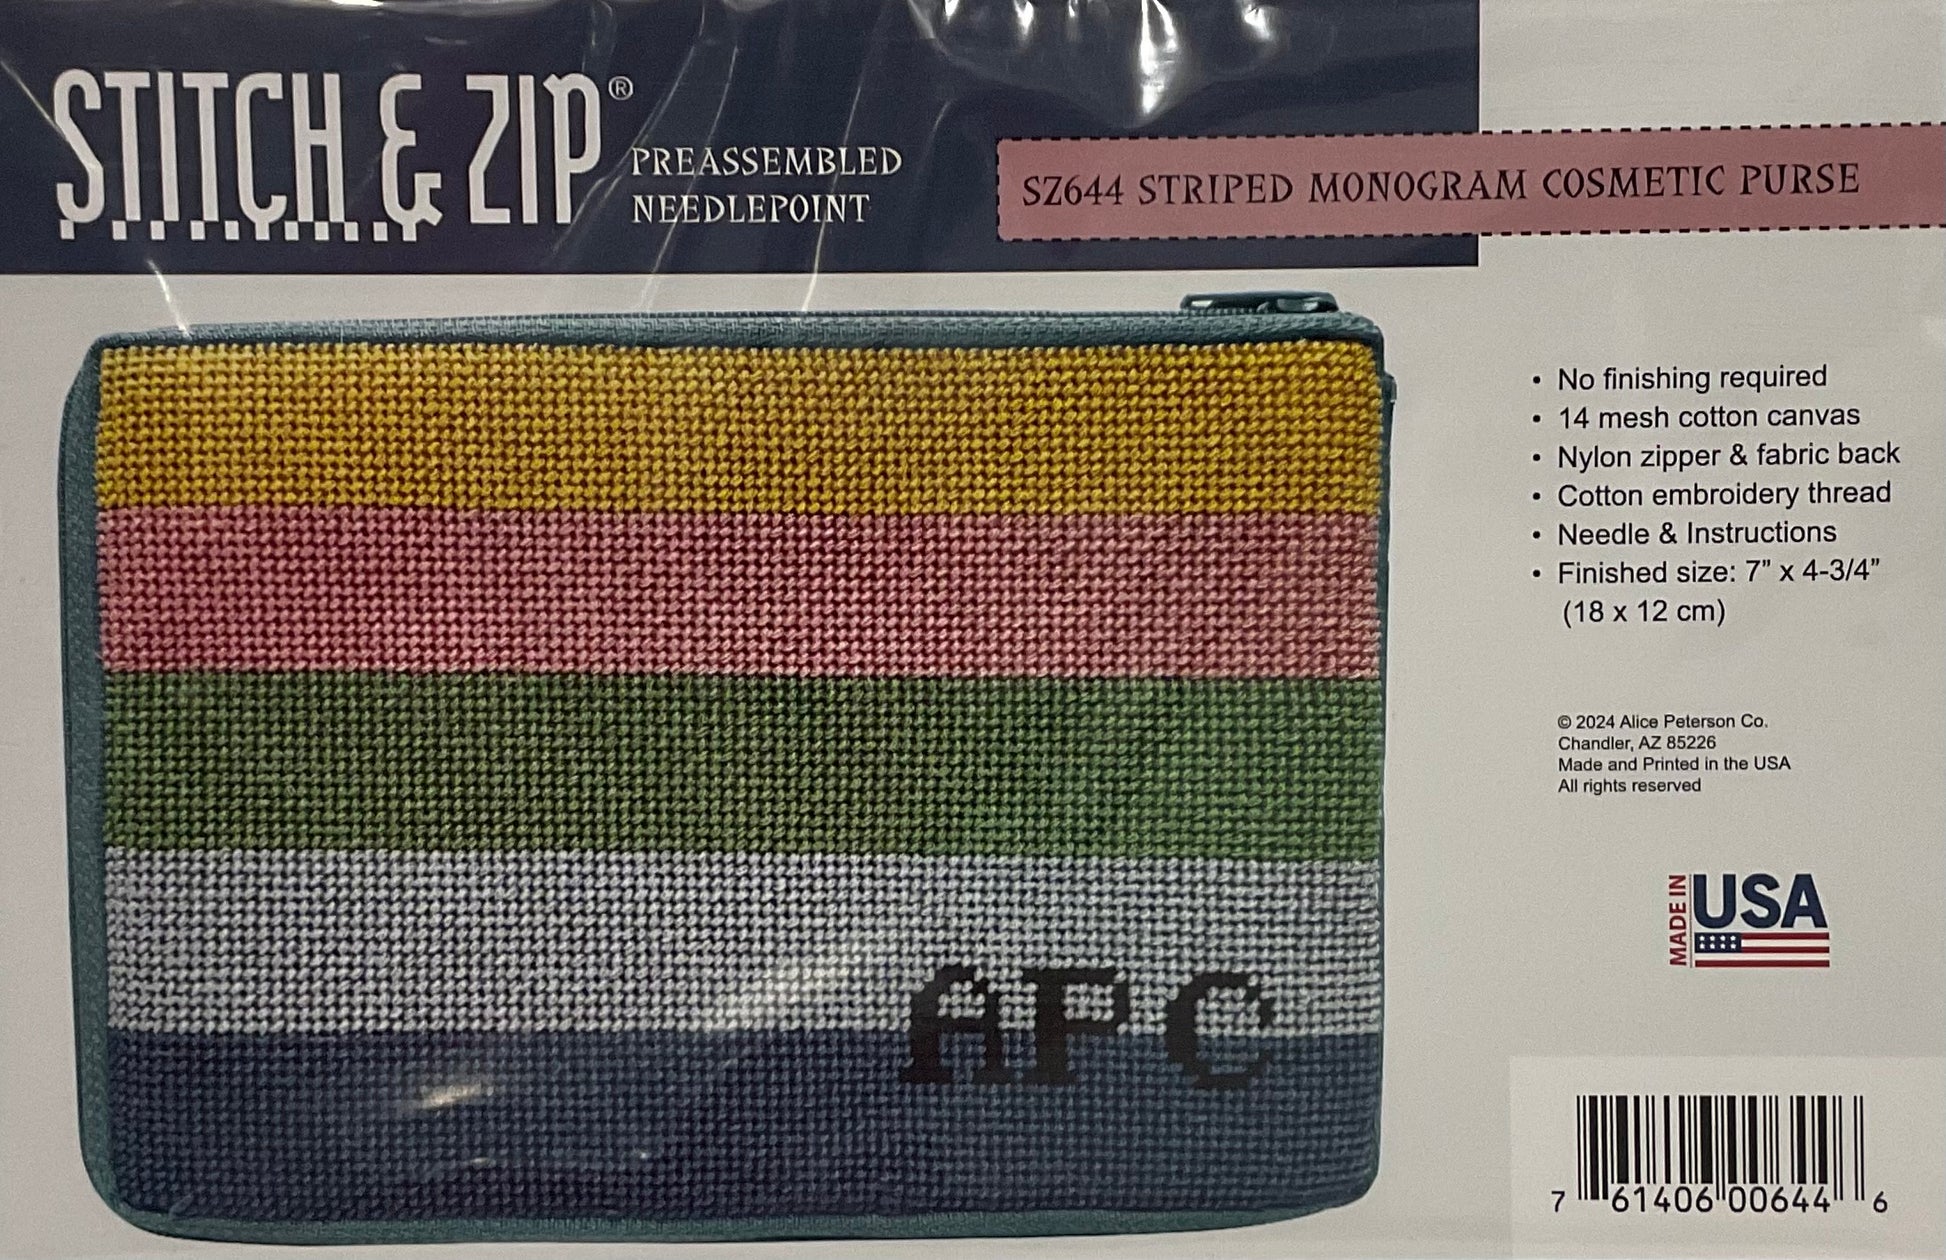 STITCH & ZIP®
PREASSEMBLED
NEEDLEPOINT
SZ644 STRIPED MONOGRAM COSMETIC PURSE
• No finishing required
• 14 mesh cotton canvas
• Nylon zipper & fabric back
• Cotton embroidery thread
• Needle & Instructions
• Finished size: 7” x 4-3/4”
(18 x 12 cm)
© 2024 Alice Peterson Co.
Chandler, AZ 85226
Made and Printed in the USA
All rights reserved
MADE IN
USA
APC
7 61406 00644 6